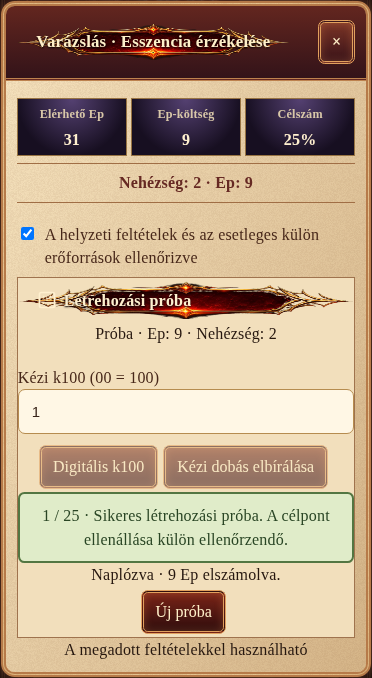 Varázslás · Esszencia érzékelése
×
Elérhető Ep
31
Ep-költség
9
Célszám
25%
Nehézség: 2 · Ep: 9
A helyzeti feltételek és az esetleges külön
erőforrások ellenőrizve
Létrehozási próba
Próba · Ep: 9 · Nehézség: 2
Kézi k100 (00 = 100)
1
Digitális k100
Kézi dobás elbírálása
1 / 25 · Sikeres létrehozási próba. A célpont
ellenállása külön ellenőrzendő.
Naplózva · 9 Ep elszámolva.
Új próba
A megadott feltételekkel használható